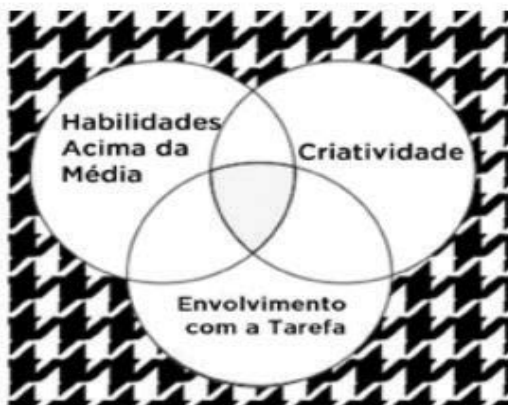 Habilidades
Acima da
Média
Criatividade
Envolvimento
com a Tarefa